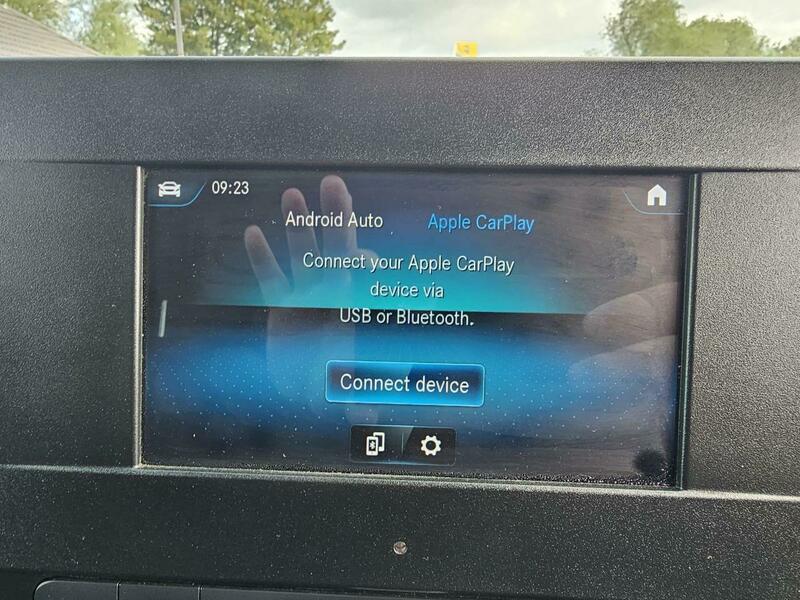 09:23
Android Auto Apple CarPlay
Connect your Apple CarPlay
device via
USB or Bluetooth.
Connect device